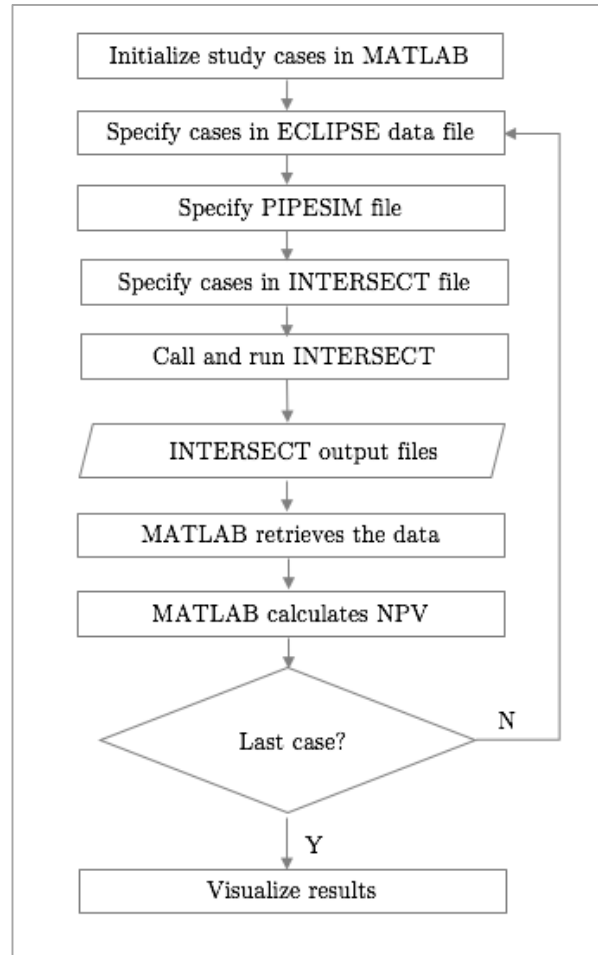 Initialize study cases in MATLAB
Specify cases in ECLIPSE data file
Specify PIPESIM file
Specify cases in INTERSECT file
Call and run INTERSECT
INTERSECT output files
MATLAB retrieves the data
MATLAB calculates NPV
Last case?
N
Y
Visualize results